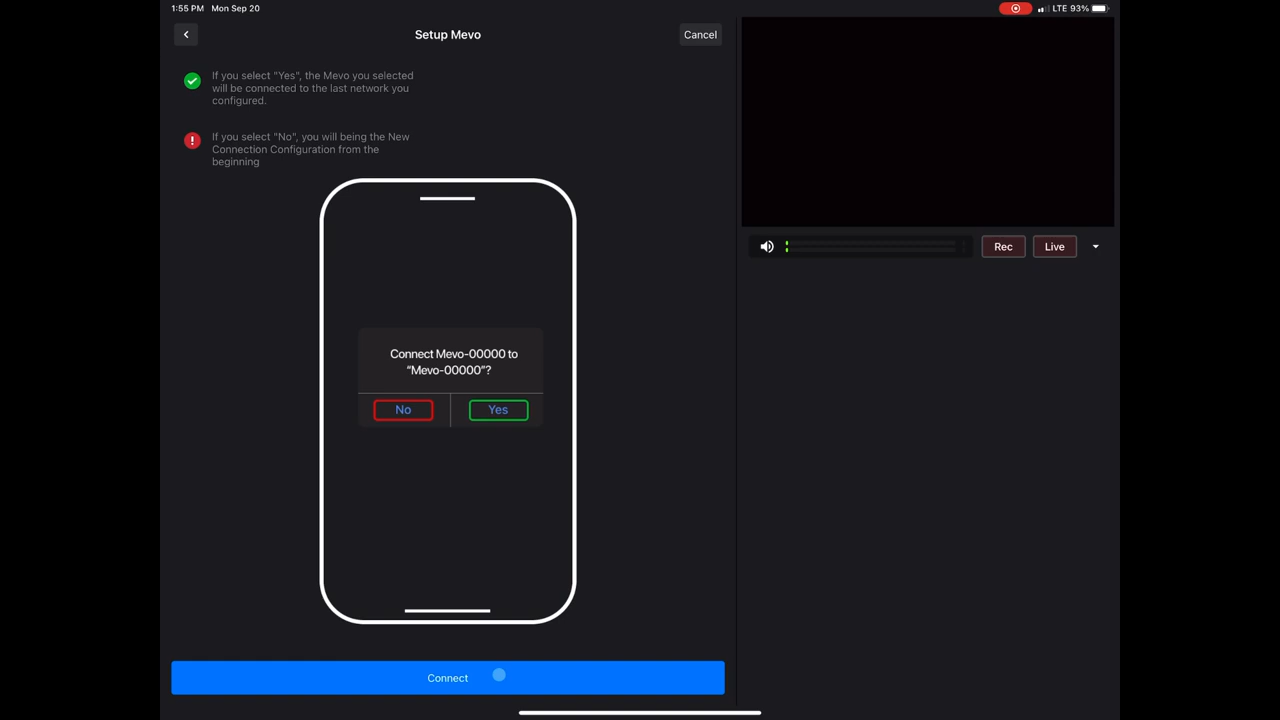 1:55 PM Mon Sep 20
LTE 93%
Setup Mevo
Cancel
If you select "Yes", the Mevo you selected
will be connected to the last network you
configured.
If you select "No", you will being the New
Connection Configuration from the
beginning
Connect Mevo-00000 to
“Mevo-00000”?
No
Yes
Connect
Rec
Live